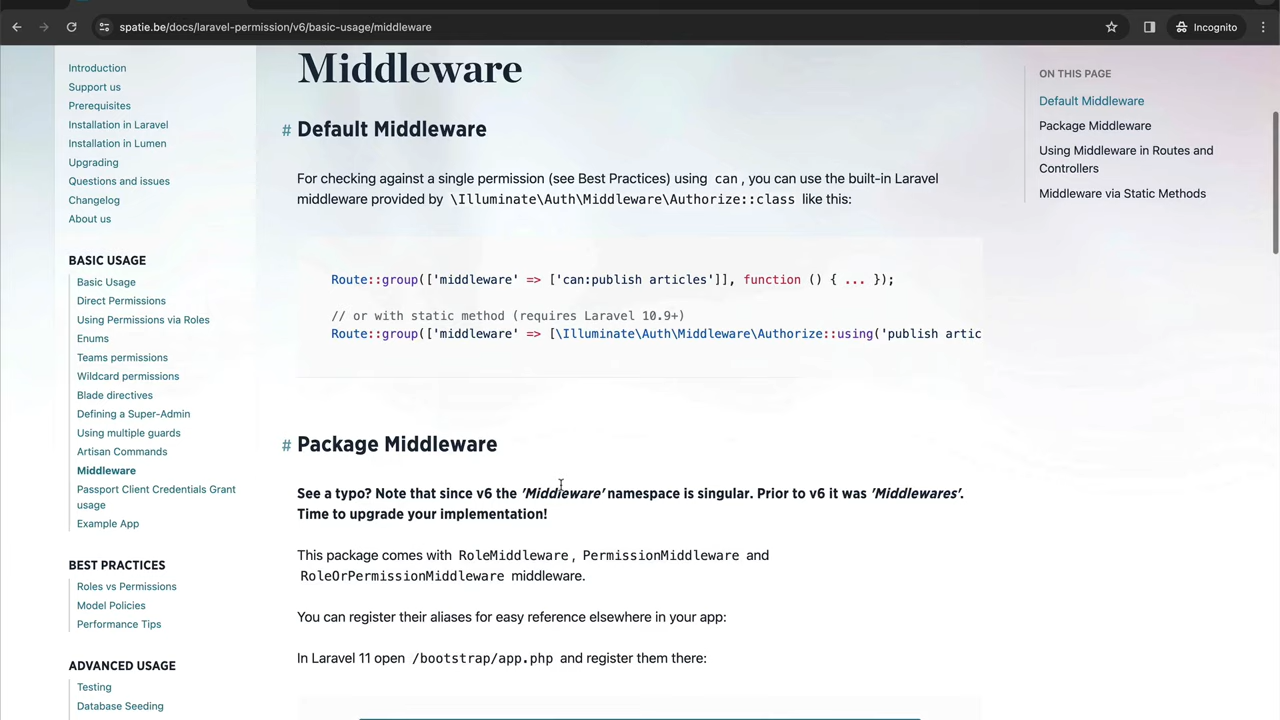 spatie.be/docs/laravel-permission/v6/basic-usage/middleware
Incognito
Introduction
Support us
Prerequisites
Installation in Laravel
Installation in Lumen
Upgrading
Questions and issues
Changelog
About us
BASIC USAGE
Basic Usage
Direct Permissions
Using Permissions via Roles
Enums
Teams permissions
Wildcard permissions
Blade directives
Defining a Super-Admin
Using multiple guards
Artisan Commands
Middleware
Passport Client Credentials Grant
usage
Example App
BEST PRACTICES
Roles vs Permissions
Model Policies
Performance Tips
ADVANCED USAGE
Testing
Database Seeding
Middleware
# Default Middleware
For checking against a single permission (see Best Practices) using can , you can use the built-in Laravel
middleware provided by \Illuminate\Auth\Middleware\Authorize::class like this:
Route::group(['middleware' => ['can:publish articles']], function () { ... });
// or with static method (requires Laravel 10.9+)
Route::group(['middleware' => [\Illuminate\Auth\Middleware\Authorize::using('publish artic
# Package Middleware
See a typo? Note that since v6 the 'Middleware' namespace is singular. Prior to v6 it was 'Middlewares'.
Time to upgrade your implementation!
This package comes with RoleMiddleware , PermissionMiddleware and
RoleOrPermissionMiddleware middleware.
You can register their aliases for easy reference elsewhere in your app:
In Laravel 11 open /bootstrap/app.php and register them there:
ON THIS PAGE
Default Middleware
Package Middleware
Using Middleware in Routes and
Controllers
Middleware via Static Methods